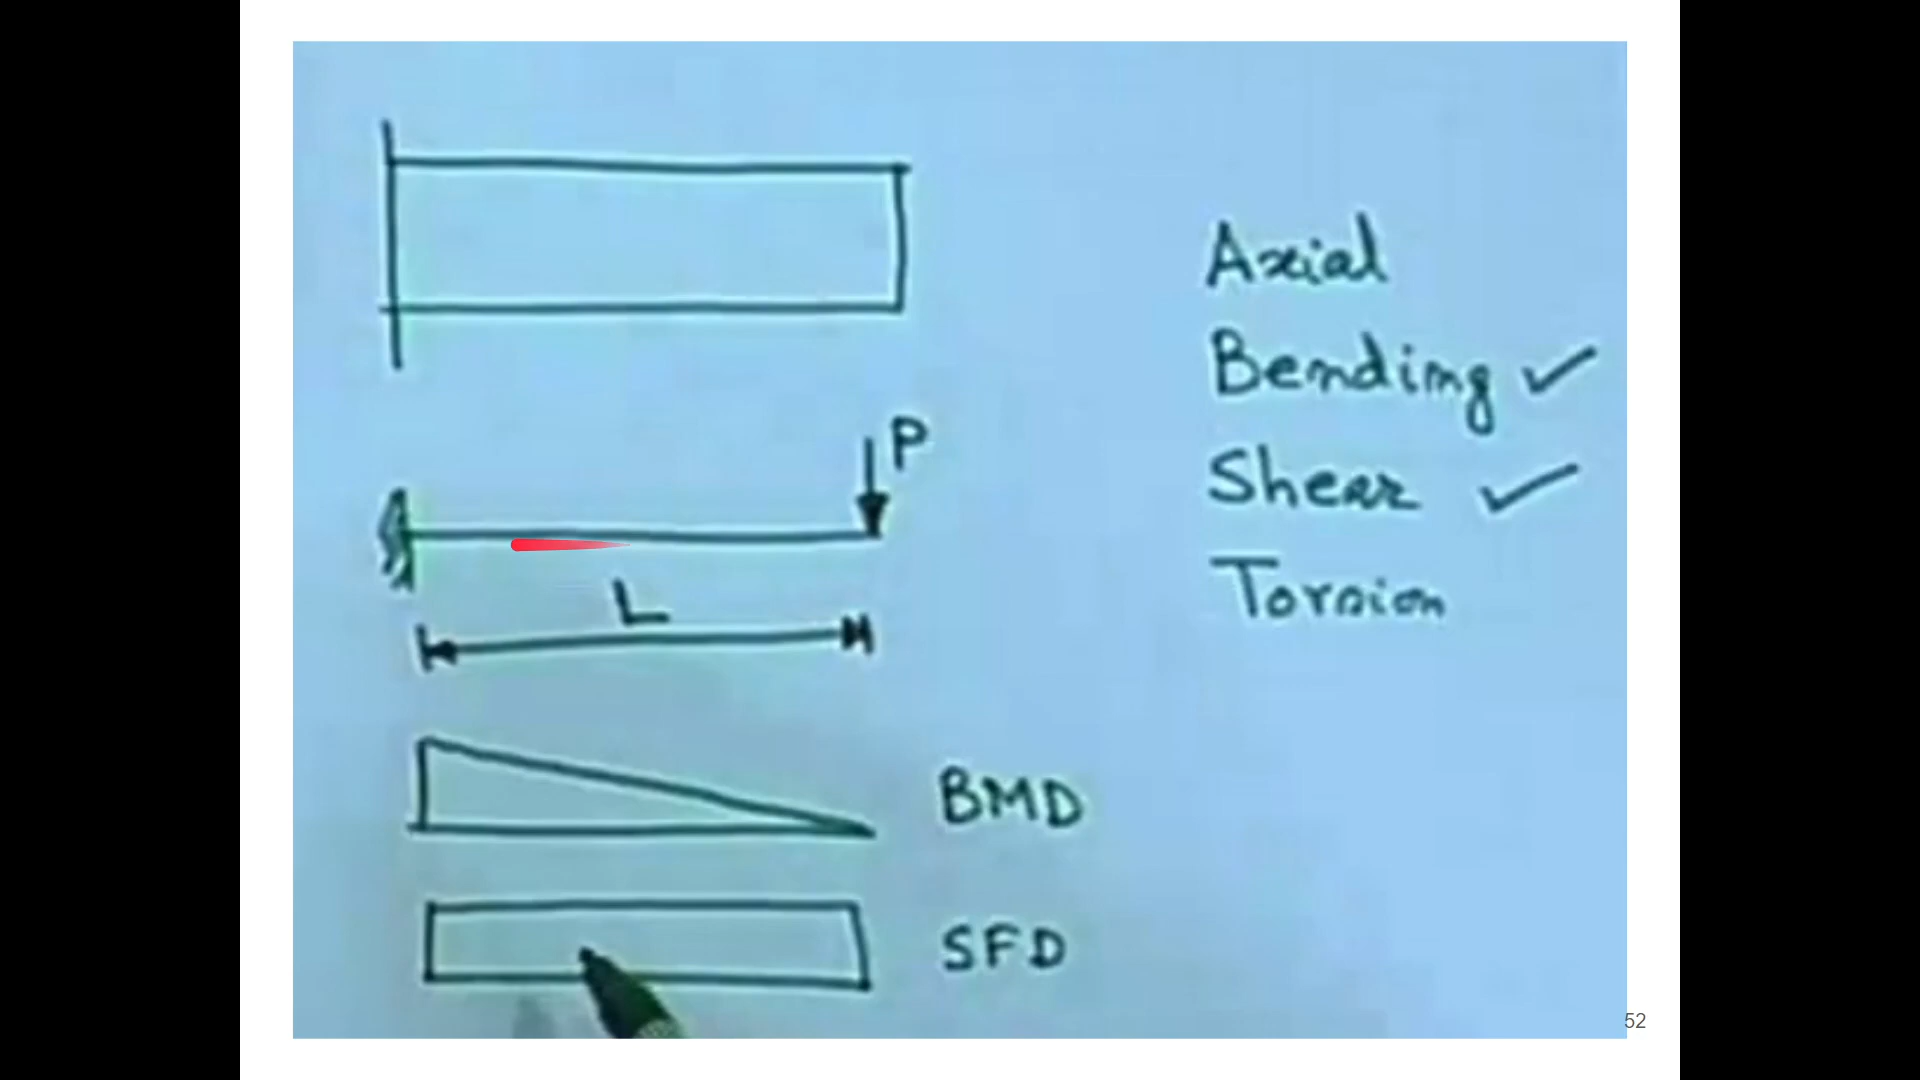 Axial
Bending ✓
Shear ✓
Torsion
P
L
BMD
SFD
52